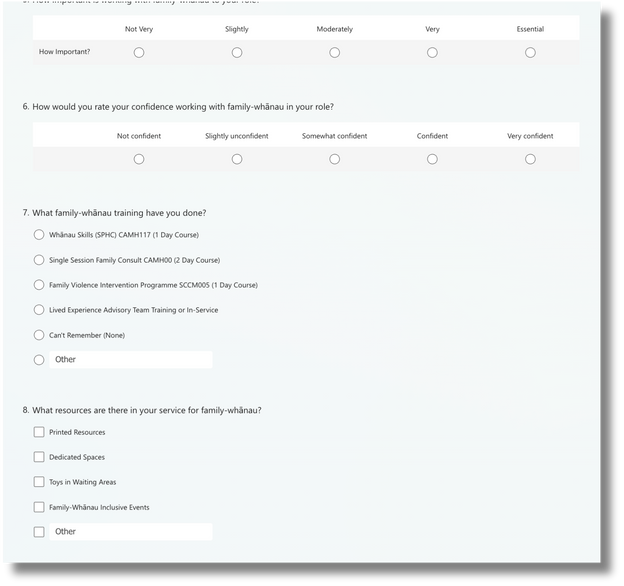 5. How important is working with family-whānau to your role?
Not Very Slightly Moderately Very Essential
How Important?
6. How would you rate your confidence working with family-whānau in your role?
Not confident Slightly unconfident Somewhat confident Confident Very confident
7. What family-whānau training have you done?
Whānau Skills (SPHC) CAMH117 (1 Day Course)
Single Session Family Consult CAMH00 (2 Day Course)
Family Violence Intervention Programme SCCM005 (1 Day Course)
Lived Experience Advisory Team Training or In-Service
Can't Remember (None)
Other
8. What resources are there in your service for family-whānau?
Printed Resources
Dedicated Spaces
Toys in Waiting Areas
Family-Whānau Inclusive Events
Other